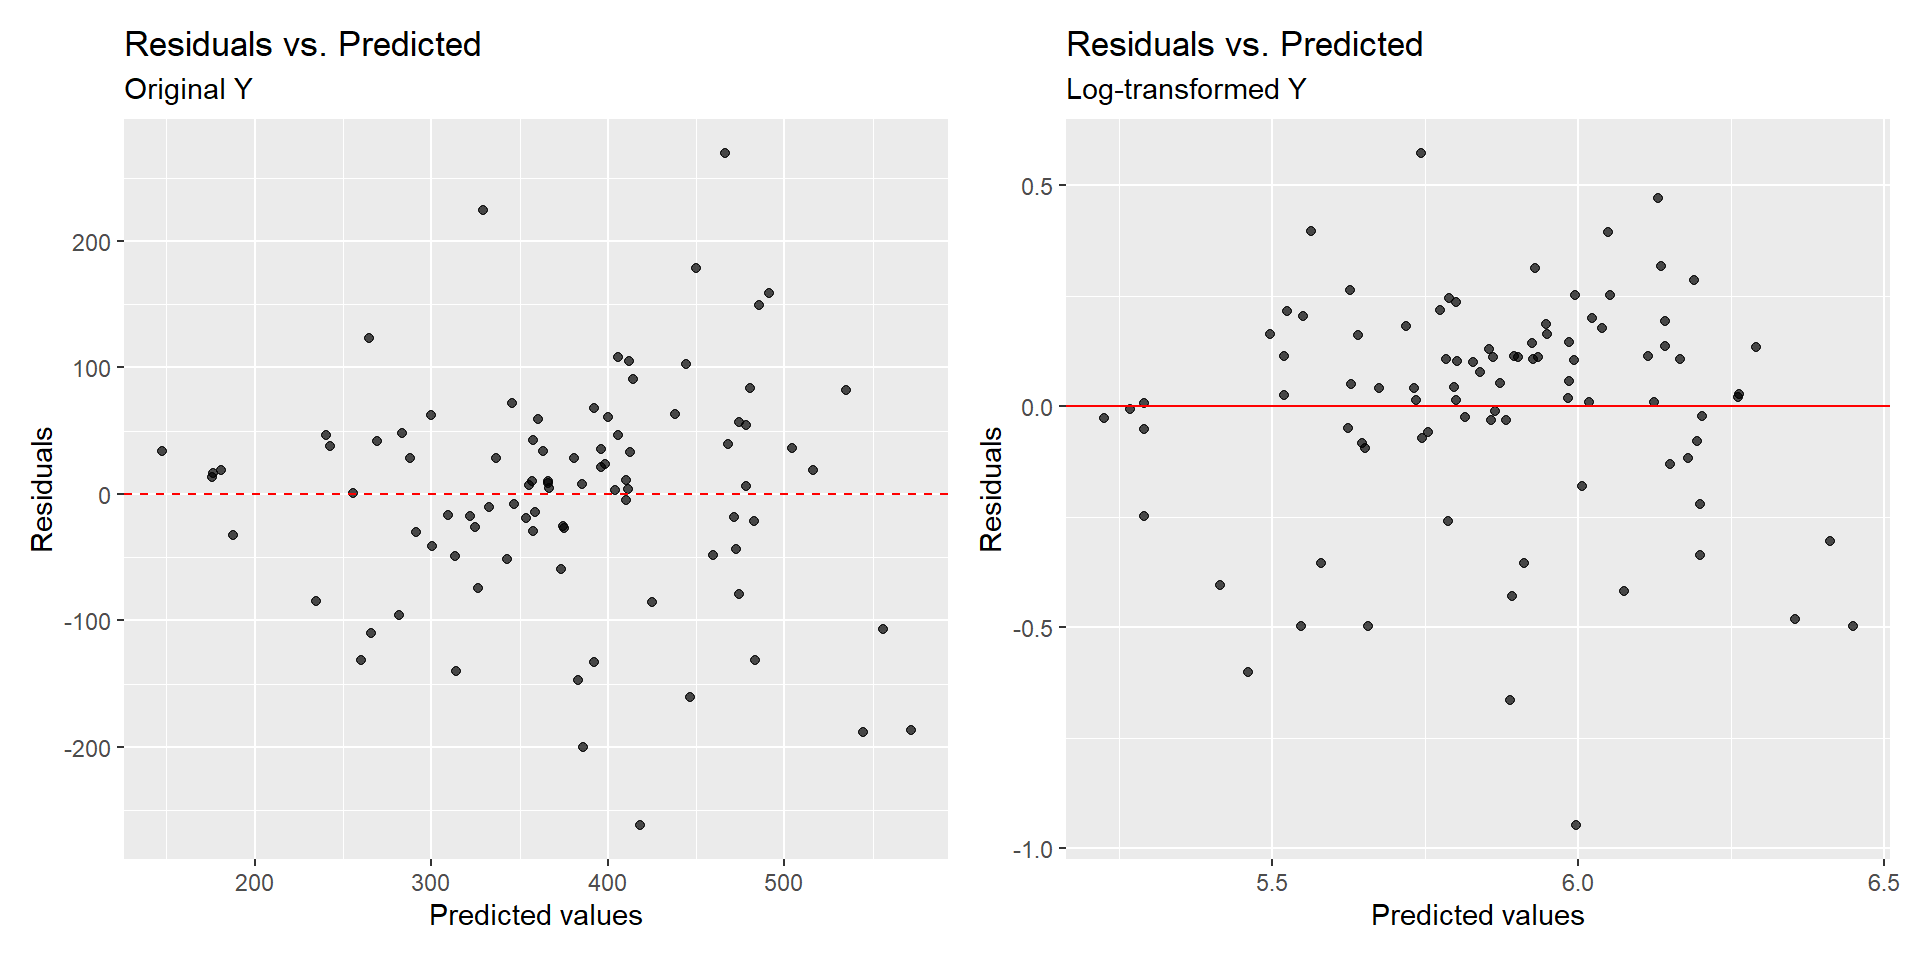 Residuals vs. Predicted
Original Y
Residuals
200
100
0
-100
-200
200 300 400 500
Predicted values
Residuals vs. Predicted
Log-transformed Y
Residuals
0.5
0.0
-0.5
-1.0
5.5 6.0 6.5
Predicted values